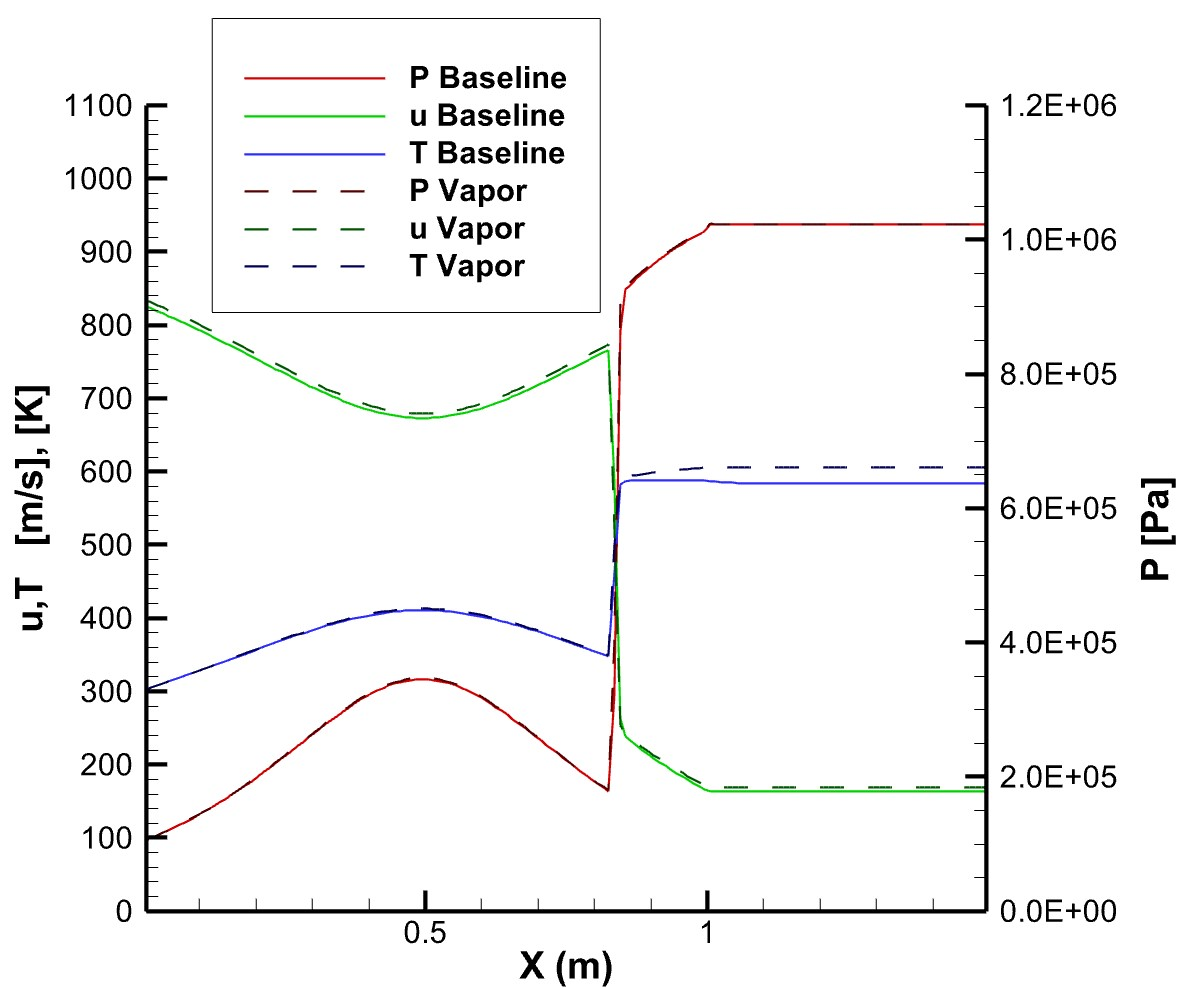 P Baseline
u Baseline
T Baseline
P Vapor
u Vapor
T Vapor
1100
1000
900
800
700
600
500
400
300
200
100
0
u,T [m/s], [K]
1.2E+06
1.0E+06
8.0E+05
6.0E+05
4.0E+05
2.0E+05
0.0E+00
P [Pa]
0.5
1
X (m)